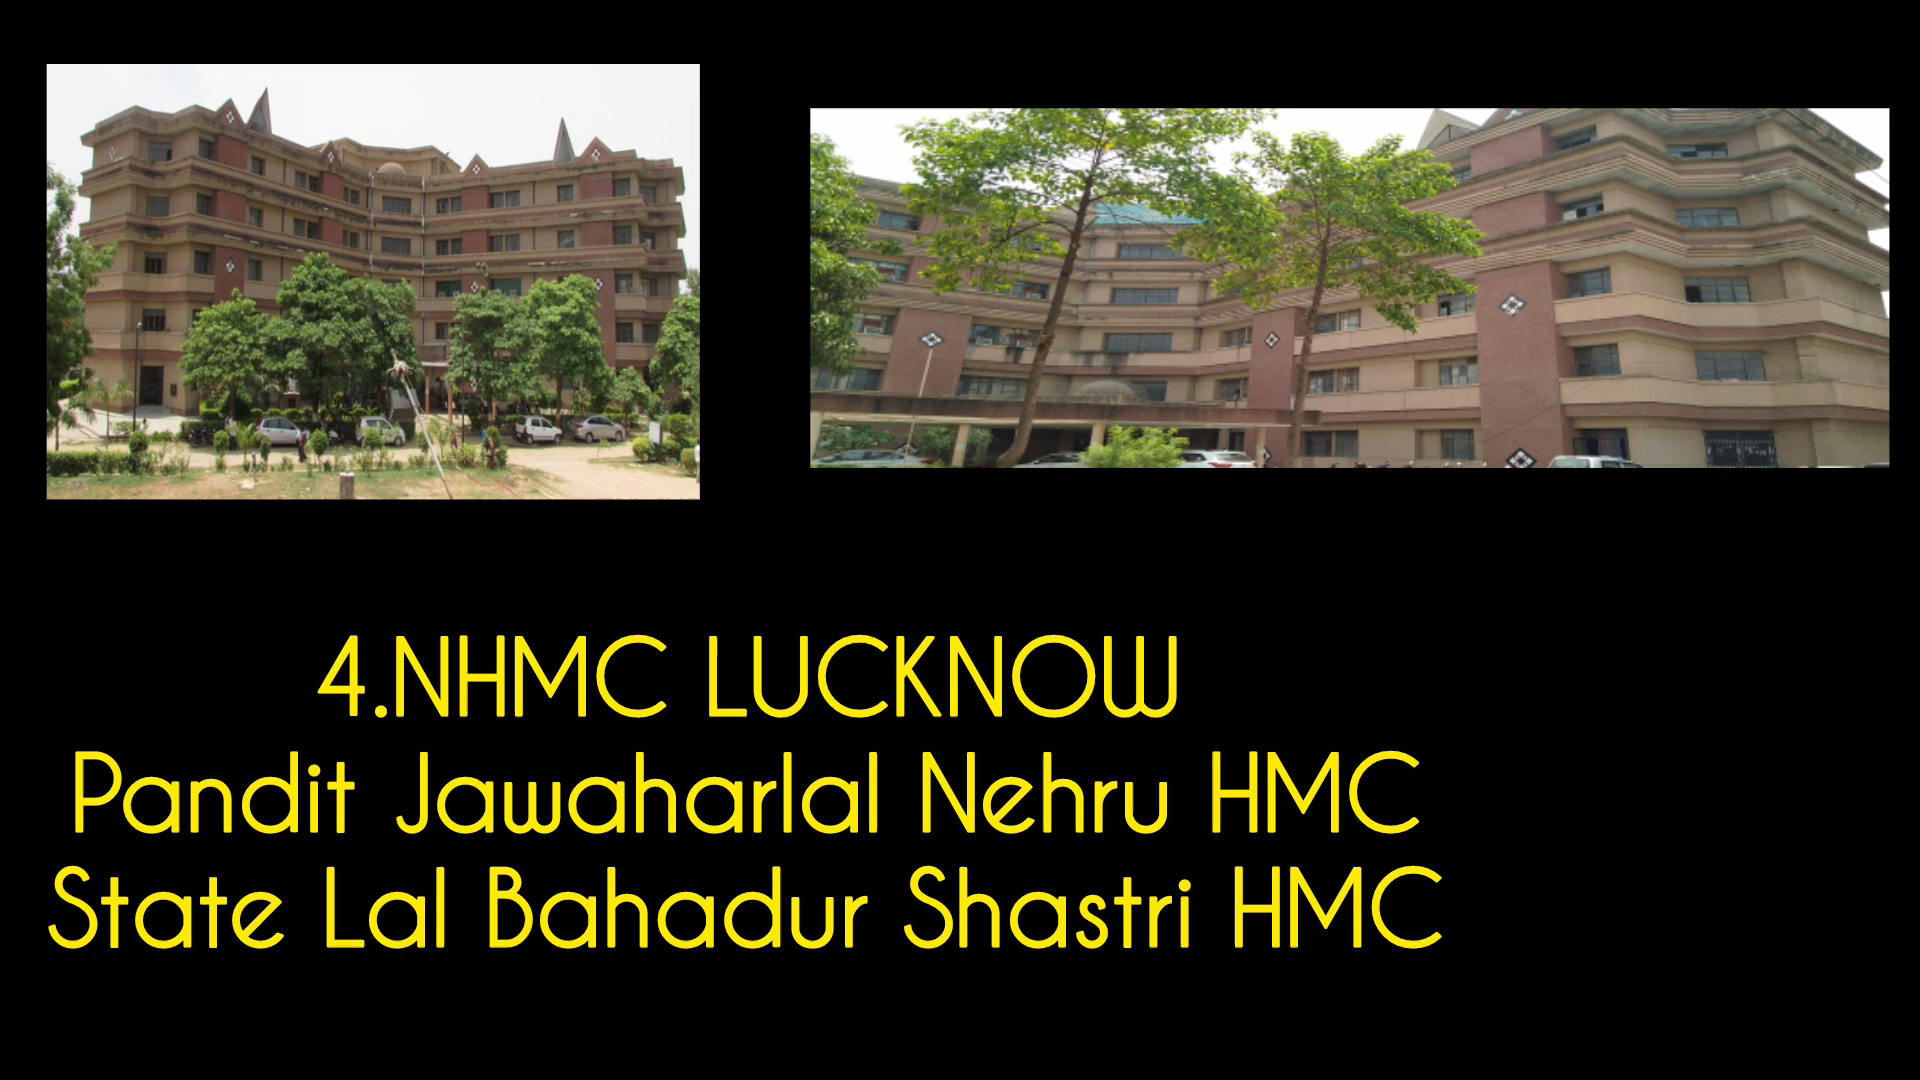 4.NHMC LUCKNOW
Pandit Jawaharlal Nehru HMC
State Lal Bahadur Shastri HMC